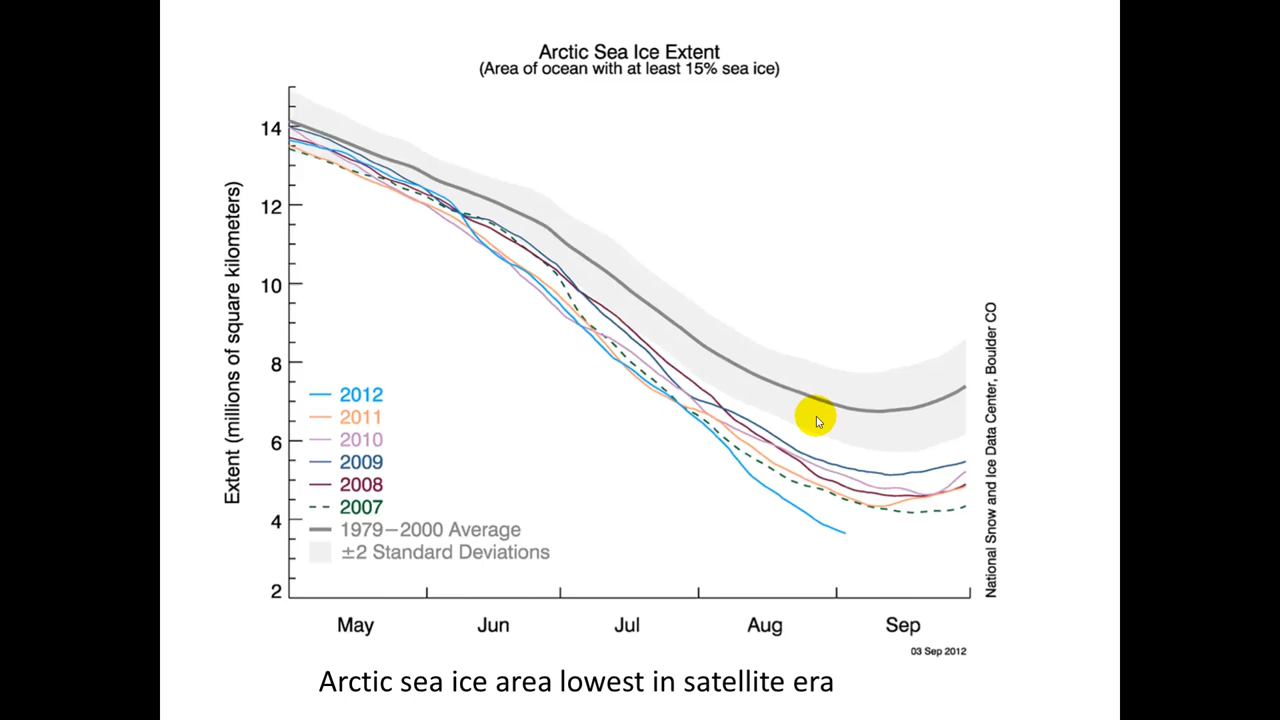 Arctic Sea Ice Extent
(Area of ocean with at least 15% sea ice)
14
12
10
8
6
4
2
Extent (millions of square kilometers)
2012
2011
2010
2009
2008
2007
1979−2000 Average
±2 Standard Deviations
May
Jun
Jul
Aug
Sep
National Snow and Ice Data Center, Boulder CO
03 Sep 2012
Arctic sea ice area lowest in satellite era